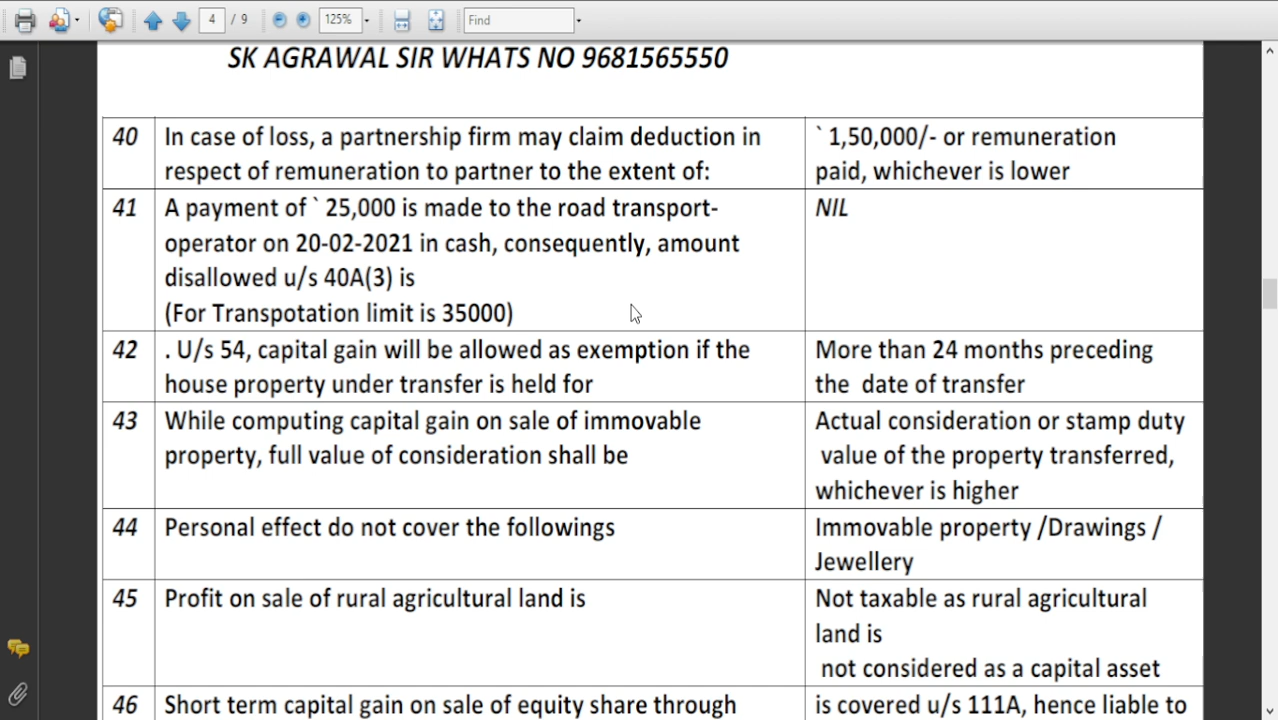 4 / 9 125% Find
SK AGRAWAL SIR WHATS NO 9681565550
40 In case of loss, a partnership firm may claim deduction in ` 1,50,000/- or remuneration
respect of remuneration to partner to the extent of: paid, whichever is lower
41 A payment of ` 25,000 is made to the road transport- NIL
operator on 20-02-2021 in cash, consequently, amount
disallowed u/s 40A(3) is
(For Transpotation limit is 35000)
42 . U/s 54, capital gain will be allowed as exemption if the More than 24 months preceding
house property under transfer is held for the date of transfer
43 While computing capital gain on sale of immovable Actual consideration or stamp duty
property, full value of consideration shall be value of the property transferred,
whichever is higher
44 Personal effect do not cover the followings Immovable property /Drawings /
Jewellery
45 Profit on sale of rural agricultural land is Not taxable as rural agricultural
land is
not considered as a capital asset
46 Short term capital gain on sale of equity share through is covered u/s 111A, hence liable to